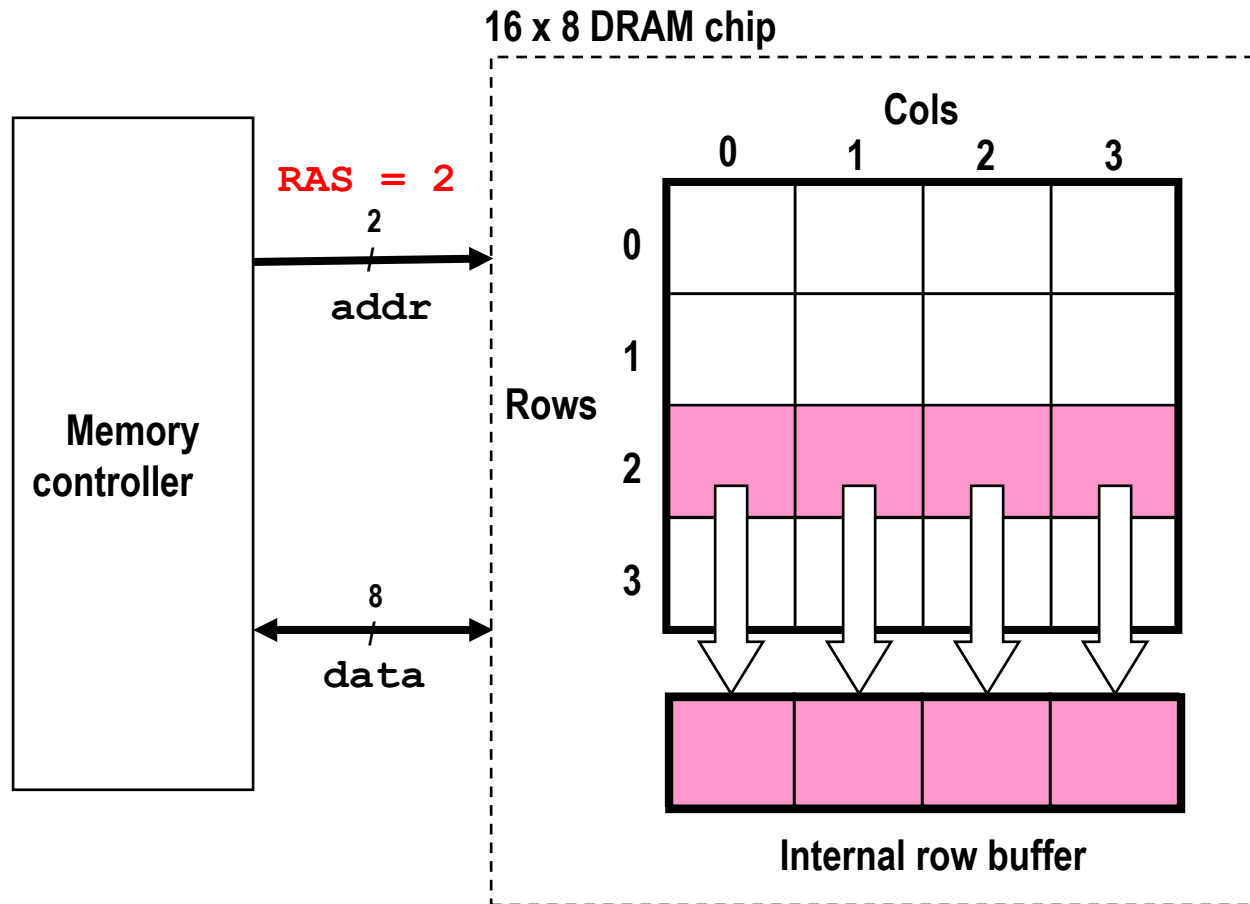 16 x 8 DRAM chip
Cols
0 1 2 3
RAS = 2
2
addr
0
1
Rows
2
3
Memory
controller
8
data
Internal row buffer